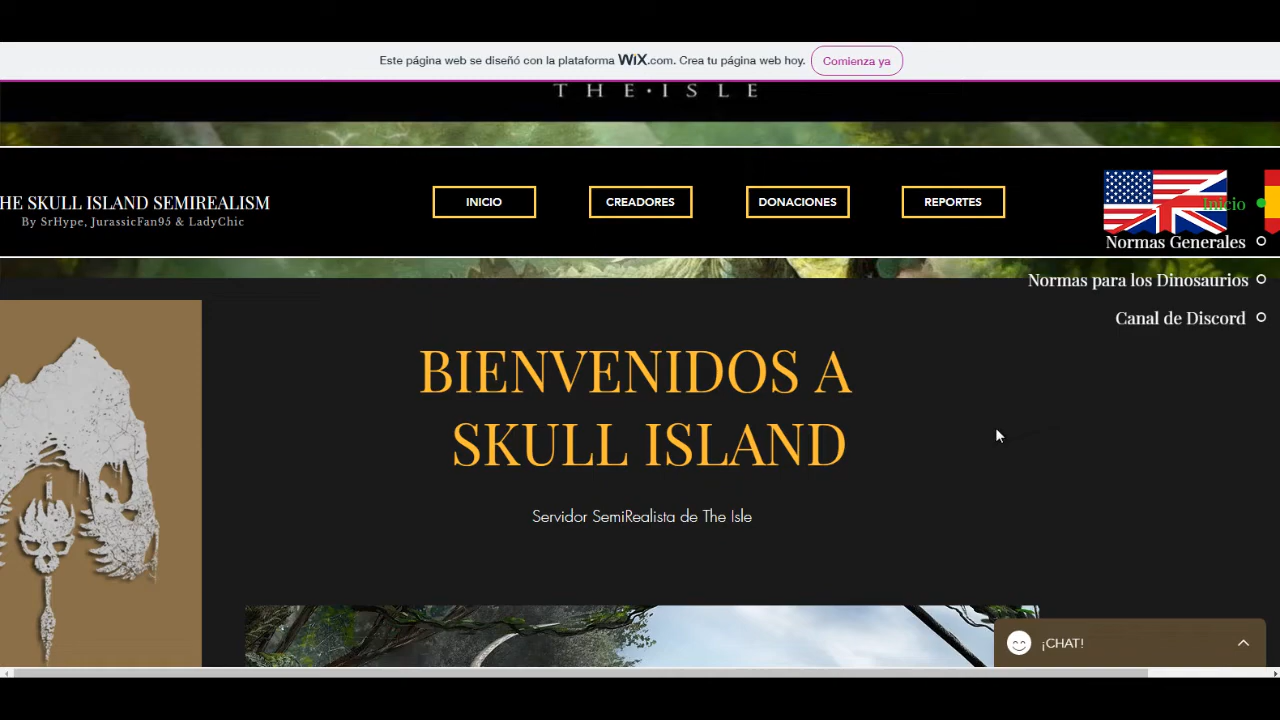 Este página web se diseñó con la plataforma WiX.com. Crea tu página web hoy. Comienza ya
THE·ISLE
HE SKULL ISLAND SEMIREALISM
By SrHype, JurassicFan95 & LadyChic
INICIO
CREADORES
DONACIONES
REPORTES
Inicio
Normas Generales
Normas para los Dinosaurios
Canal de Discord
BIENVENIDOS A
SKULL ISLAND
Servidor SemiRealista de The Isle
¡CHAT!